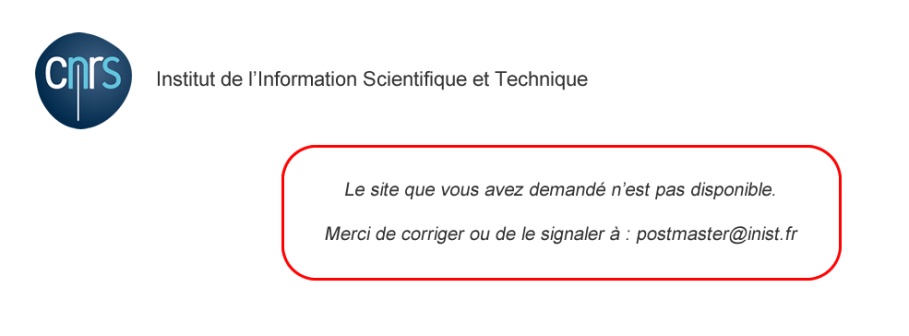 cnrs
Institut de l'Information Scientifique et Technique
Le site que vous avez demandé n'est pas disponible.
Merci de corriger ou de le signaler à : postmaster@inist.fr